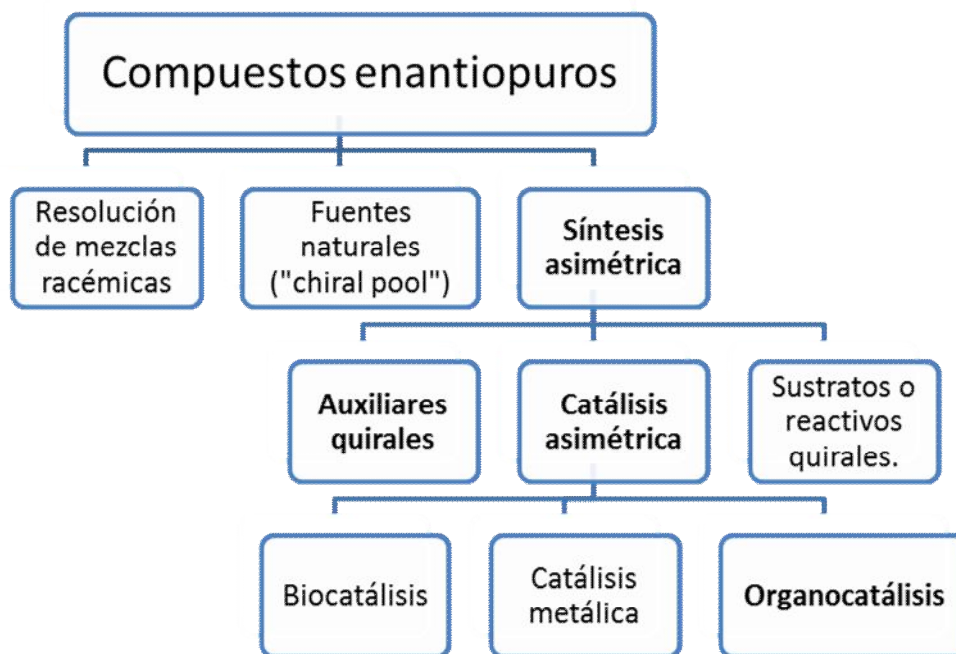 Compuestos enantiopuros
Resolución
de mezclas
racémicas
Fuentes
naturales
("chiral pool")
Síntesis
asimétrica
Auxiliares
quirales
Catálisis
asimétrica
Sustratos o
reactivos
quirales.
Biocatálisis
Catálisis
metálica
Organocatálisis